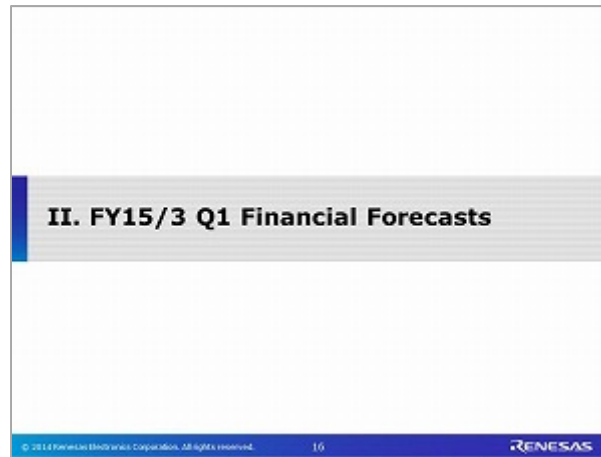 II. FY15/3 Q1 Financial Forecasts
© 2014 Renesas Electronics Corporation. All rights reserved.
16
RENESAS